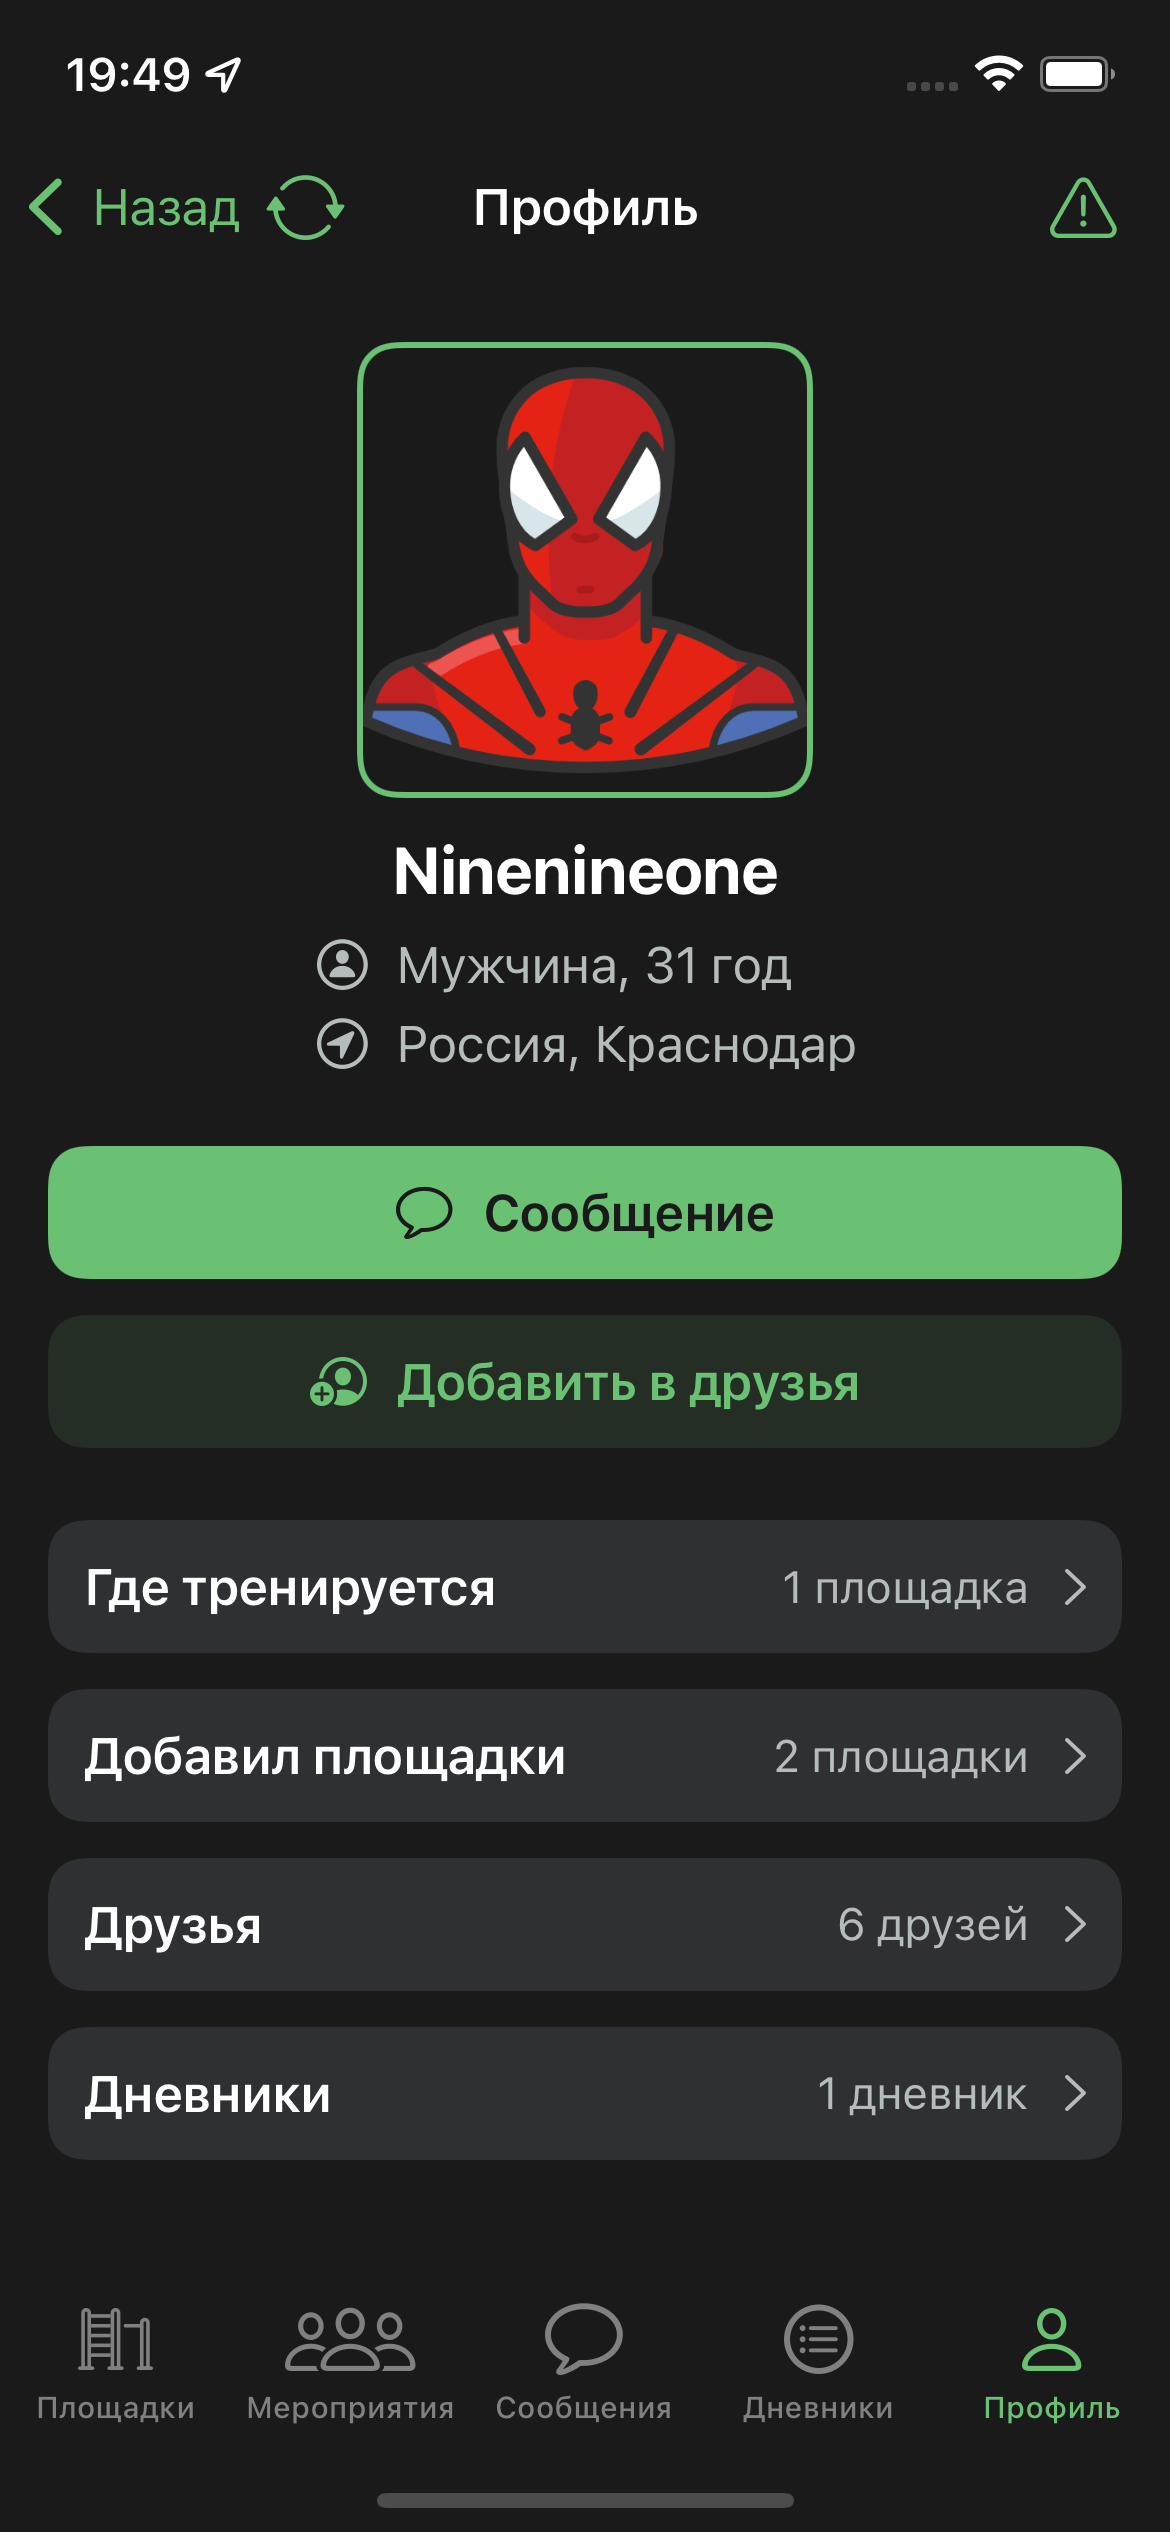 19:49
Назад
Профиль
Ninenineone
Мужчина, 31 год
Россия, Краснодар
Сообщение
Добавить в друзья
Где тренируется 1 площадка
Добавил площадки 2 площадки
Друзья 6 друзей
Дневники 1 дневник
Площадки Мероприятия Сообщения Дневники Профиль